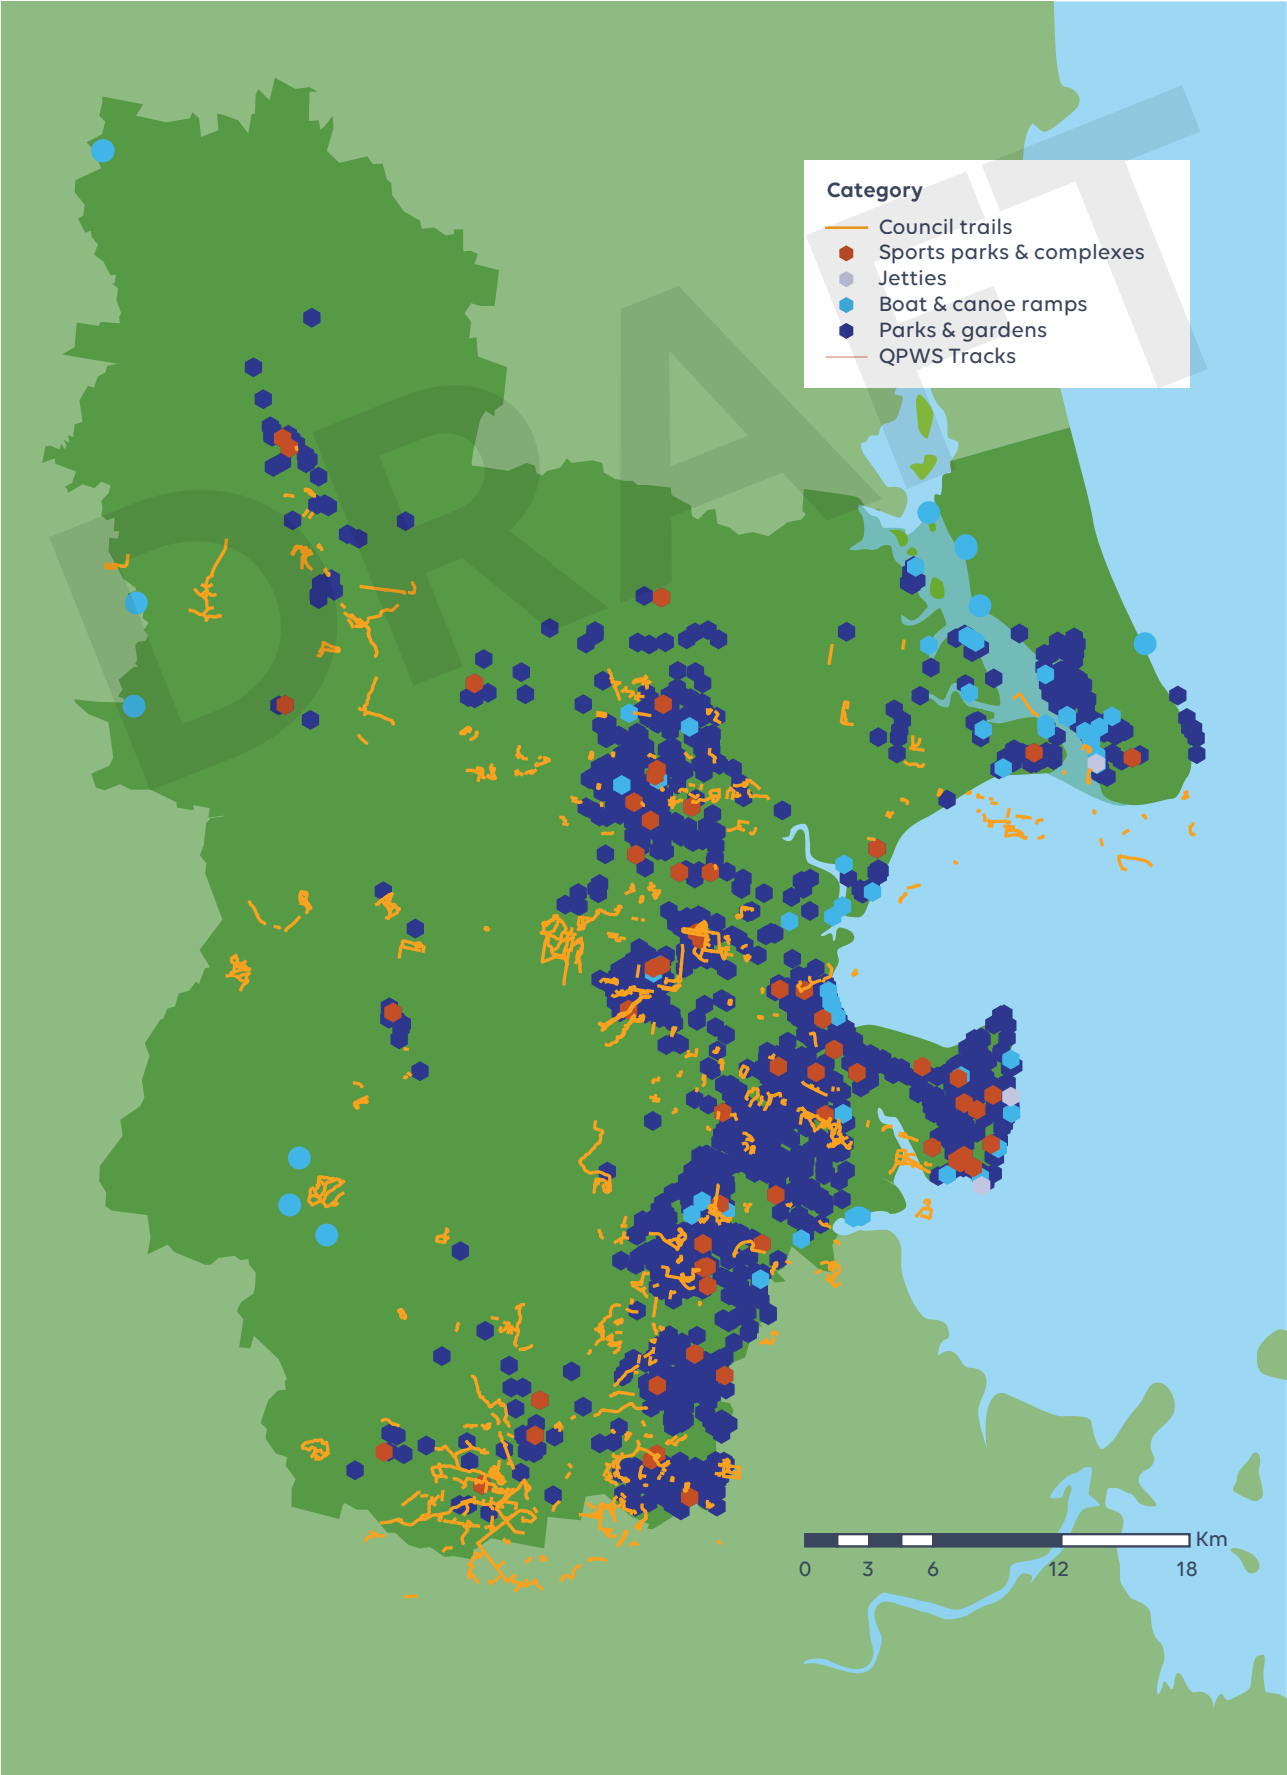 DRAFT
Category
Council trails
Sports parks & complexes
Jetties
Boat & canoe ramps
Parks & gardens
QPWS Tracks
Km
0 3 6 12 18